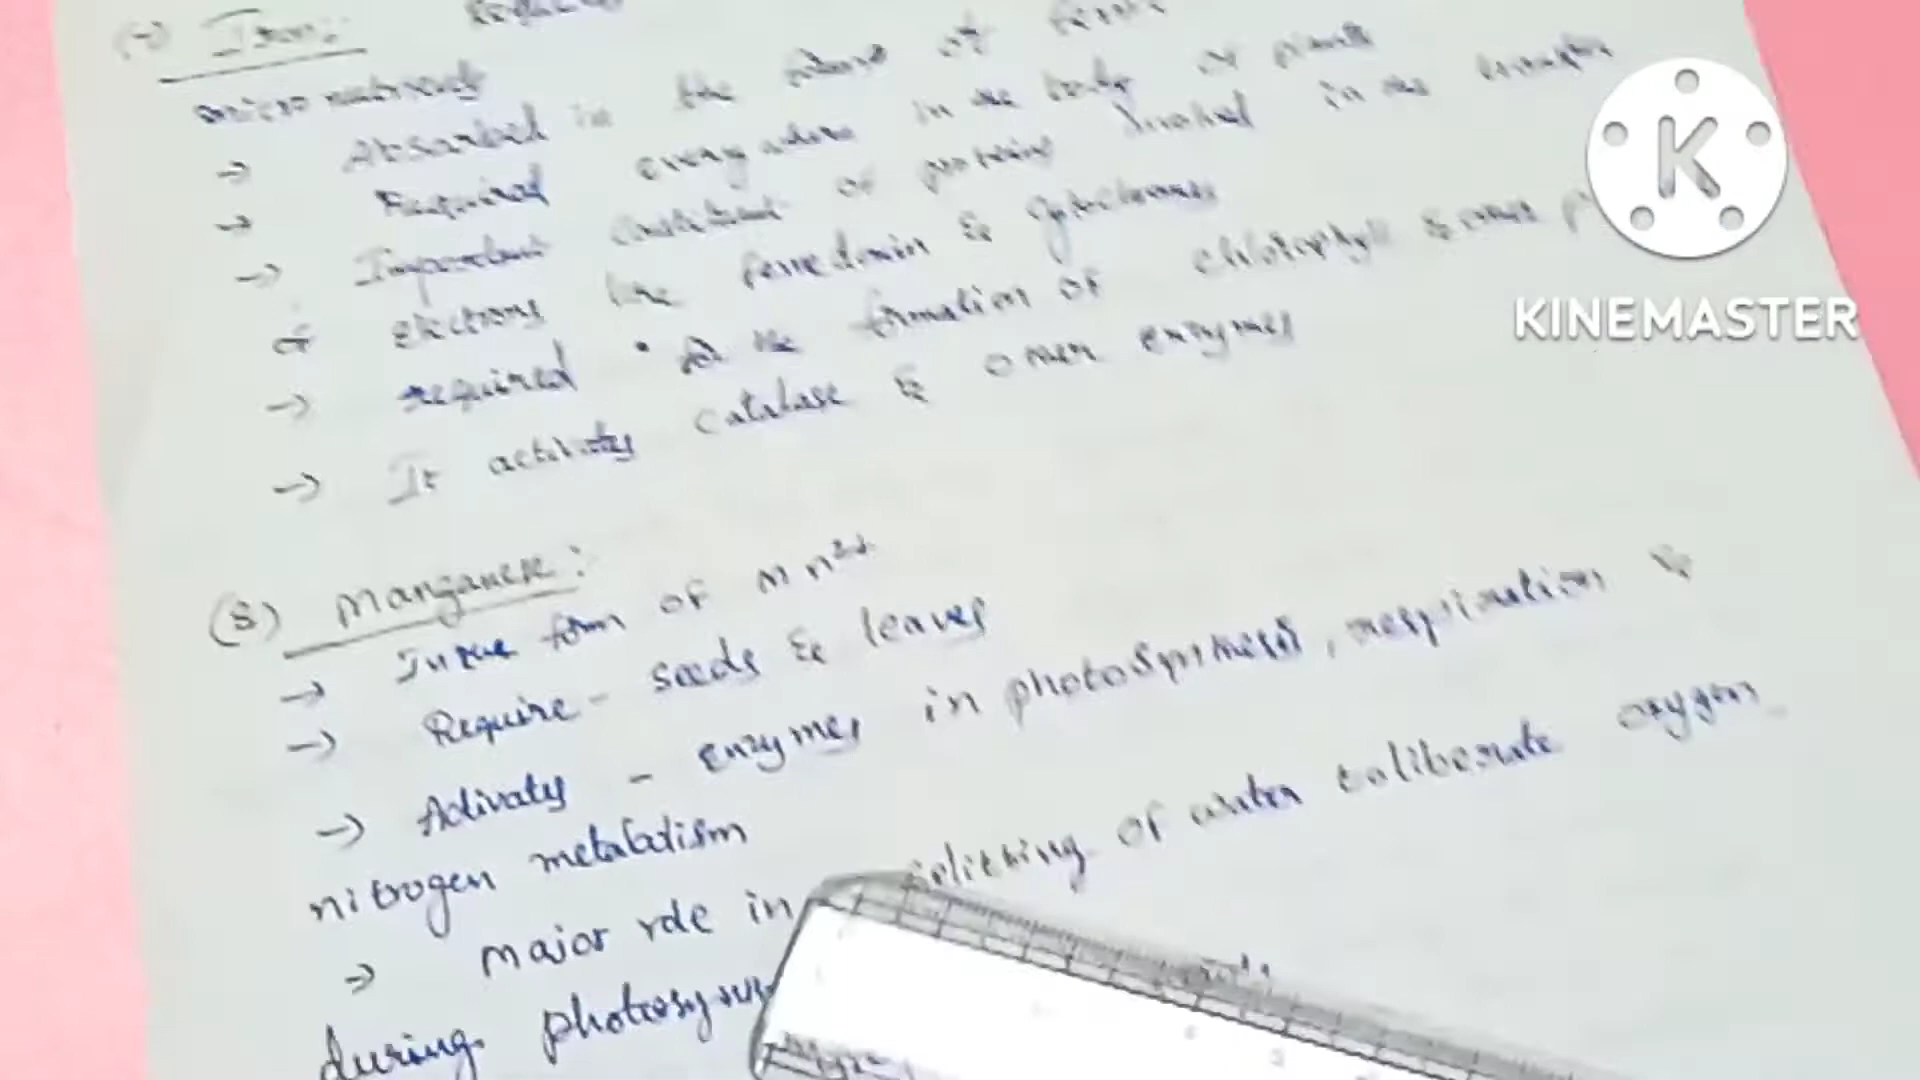 (7) Iron:
micro nutrients
→ Absorbed in the form of ferric
→ Required everywhere in the body of plants
→ Important constituent of proteins involved in the transfer
of electrons like ferredoxin & cytochromes
→ required for the formation of chlorophyll &
→ It activates catalase & other enzymes
KINEMASTER
(8) Manganese:
→ In the form of Mn²⁺
→ Require - seeds & leaves
→ Activates - enzymes in photosynthesis, respiration &
nitrogen metabolism
→ major role in splitting of water to liberate oxygen
during photosyn